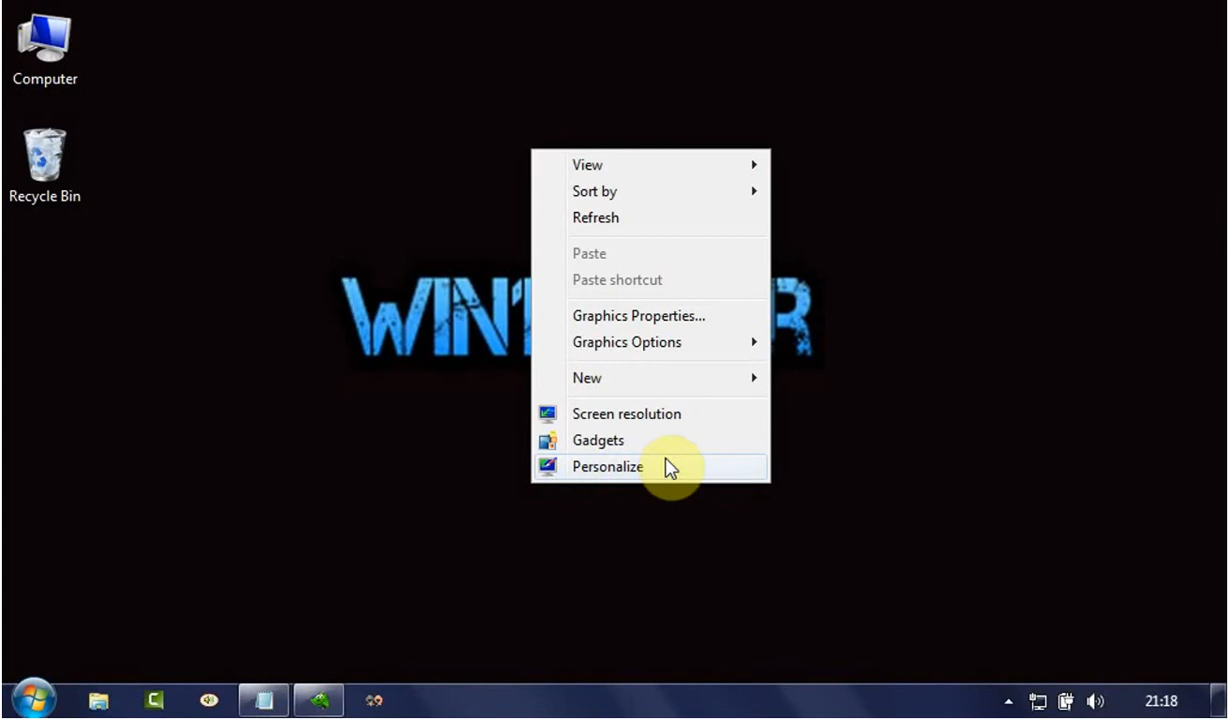 Computer
Recycle Bin
View
Sort by
Refresh
Paste
Paste shortcut
Graphics Properties...
Graphics Options
New
Screen resolution
Gadgets
Personalize
21:18